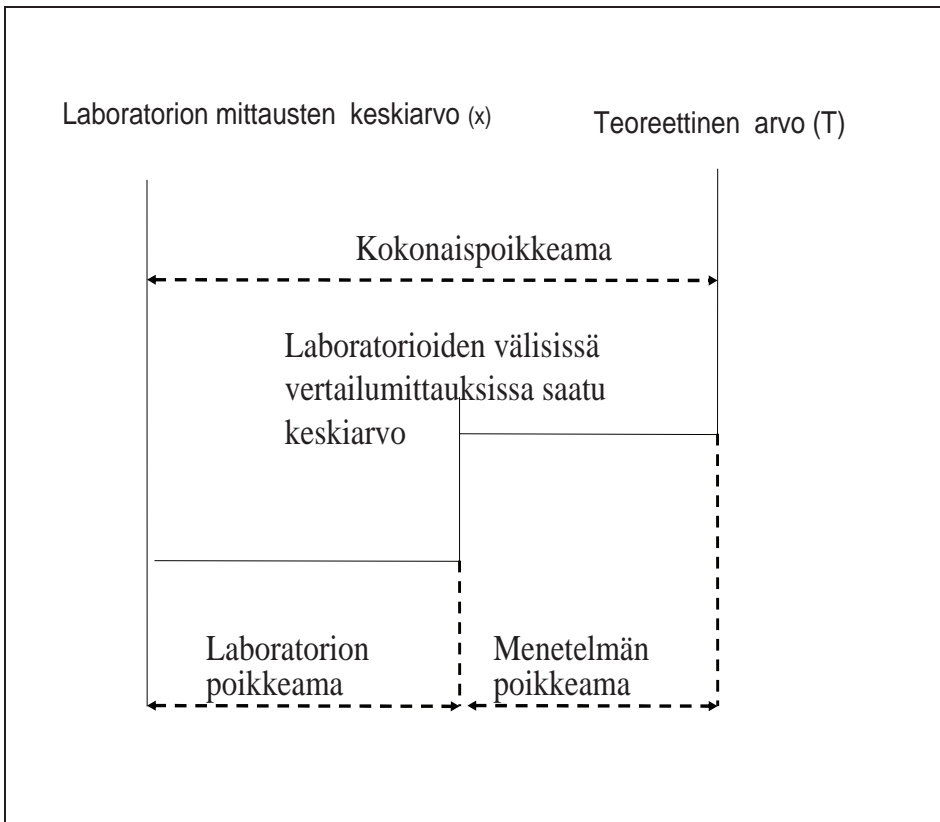 Laboratorion mittausten keskiarvo (x)
Teoreettinen arvo (T)
Kokonaispoikkeama
Laboratorioiden välisissä
vertailumittauksissa saatu
keskiarvo
Laboratorion
poikkeama
Menetelmän
poikkeama